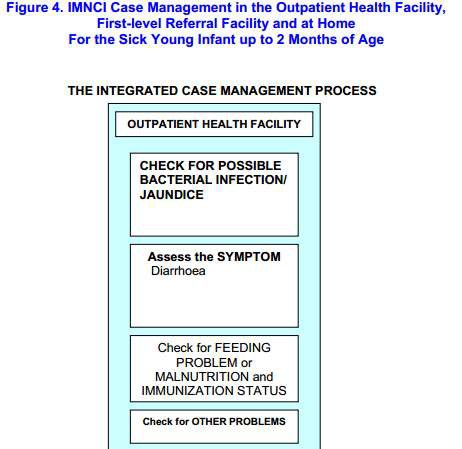 Figure 4. IMNCI Case Management in the Outpatient Health Facility,
First-level Referral Facility and at Home
For the Sick Young Infant up to 2 Months of Age
THE INTEGRATED CASE MANAGEMENT PROCESS
OUTPATIENT HEALTH FACILITY
CHECK FOR POSSIBLE
BACTERIAL INFECTION/
JAUNDICE
Assess the SYMPTOM
Diarrhoea
Check for FEEDING
PROBLEM or
MALNUTRITION and
IMMUNIZATION STATUS
Check for OTHER PROBLEMS